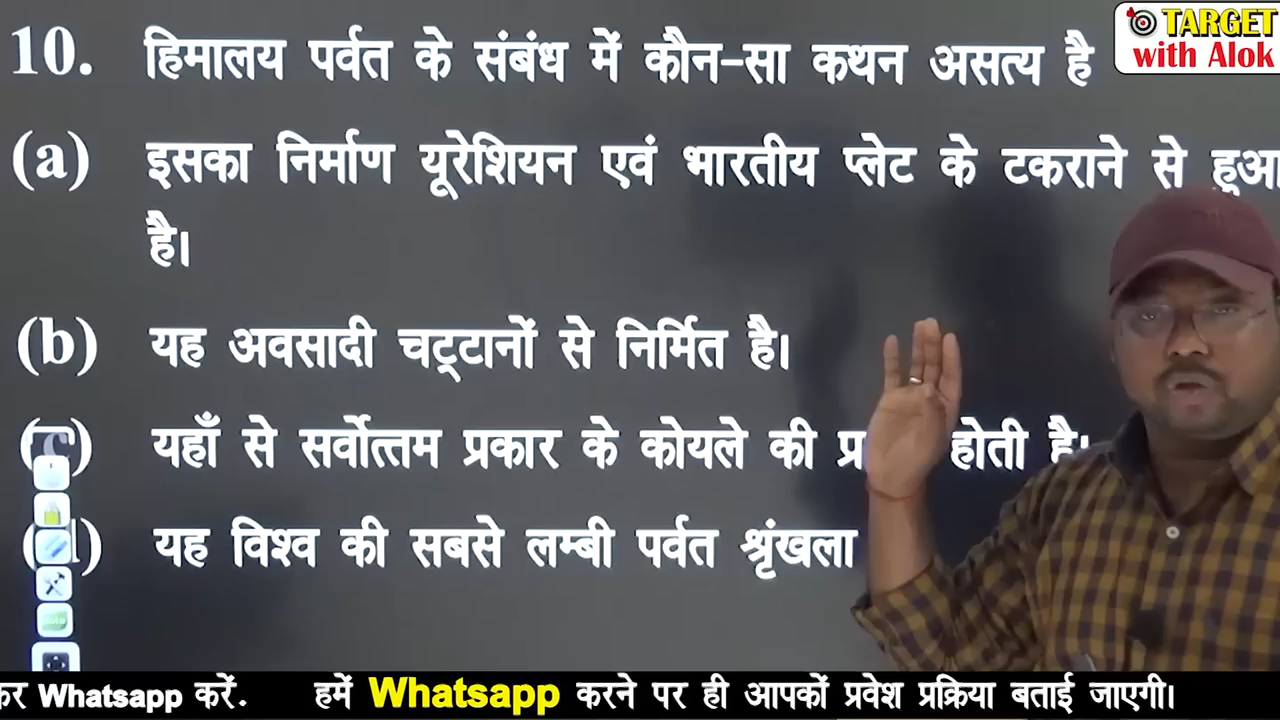 TARGET
with Alok
10. हिमालय पर्वत के संबंध में कौन-सा कथन असत्य है
(a) इसका निर्माण यूरेशियन एवं भारतीय प्लेट के टकराने से हुआ
है।
(b) यह अवसादी चट्टानों से निर्मित है।
(c) यहाँ से सर्वोत्तम प्रकार के कोयले की होती है।
(d) यह विश्व की सबसे लम्बी पर्वत श्रृंखला
कर Whatsapp करें. हमें Whatsapp करने पर ही आपकों प्रवेश प्रक्रिया बताई जाएगी।